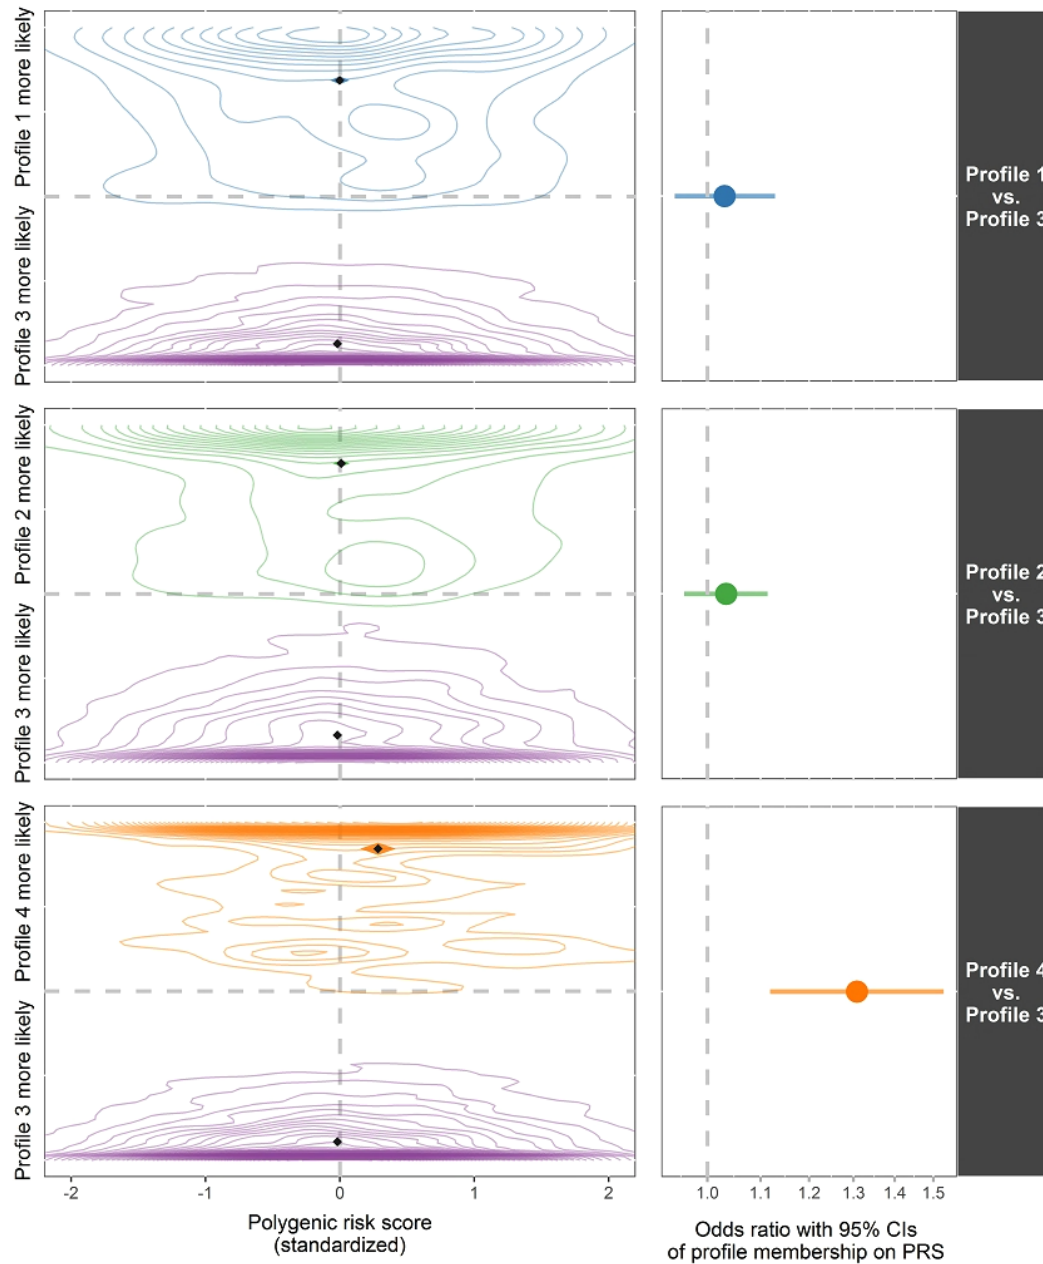 Profile 1 more likely
Profile 3 more likely
Profile 1
vs.
Profile 3
Profile 2 more likely
Profile 3 more likely
Profile 2
vs.
Profile 3
Profile 4 more likely
Profile 3 more likely
Profile 4
vs.
Profile 3
-2 -1 0 1 2
1.0 1.1 1.2 1.3 1.4 1.5
Polygenic risk score
(standardized)
Odds ratio with 95% CIs
of profile membership on PRS